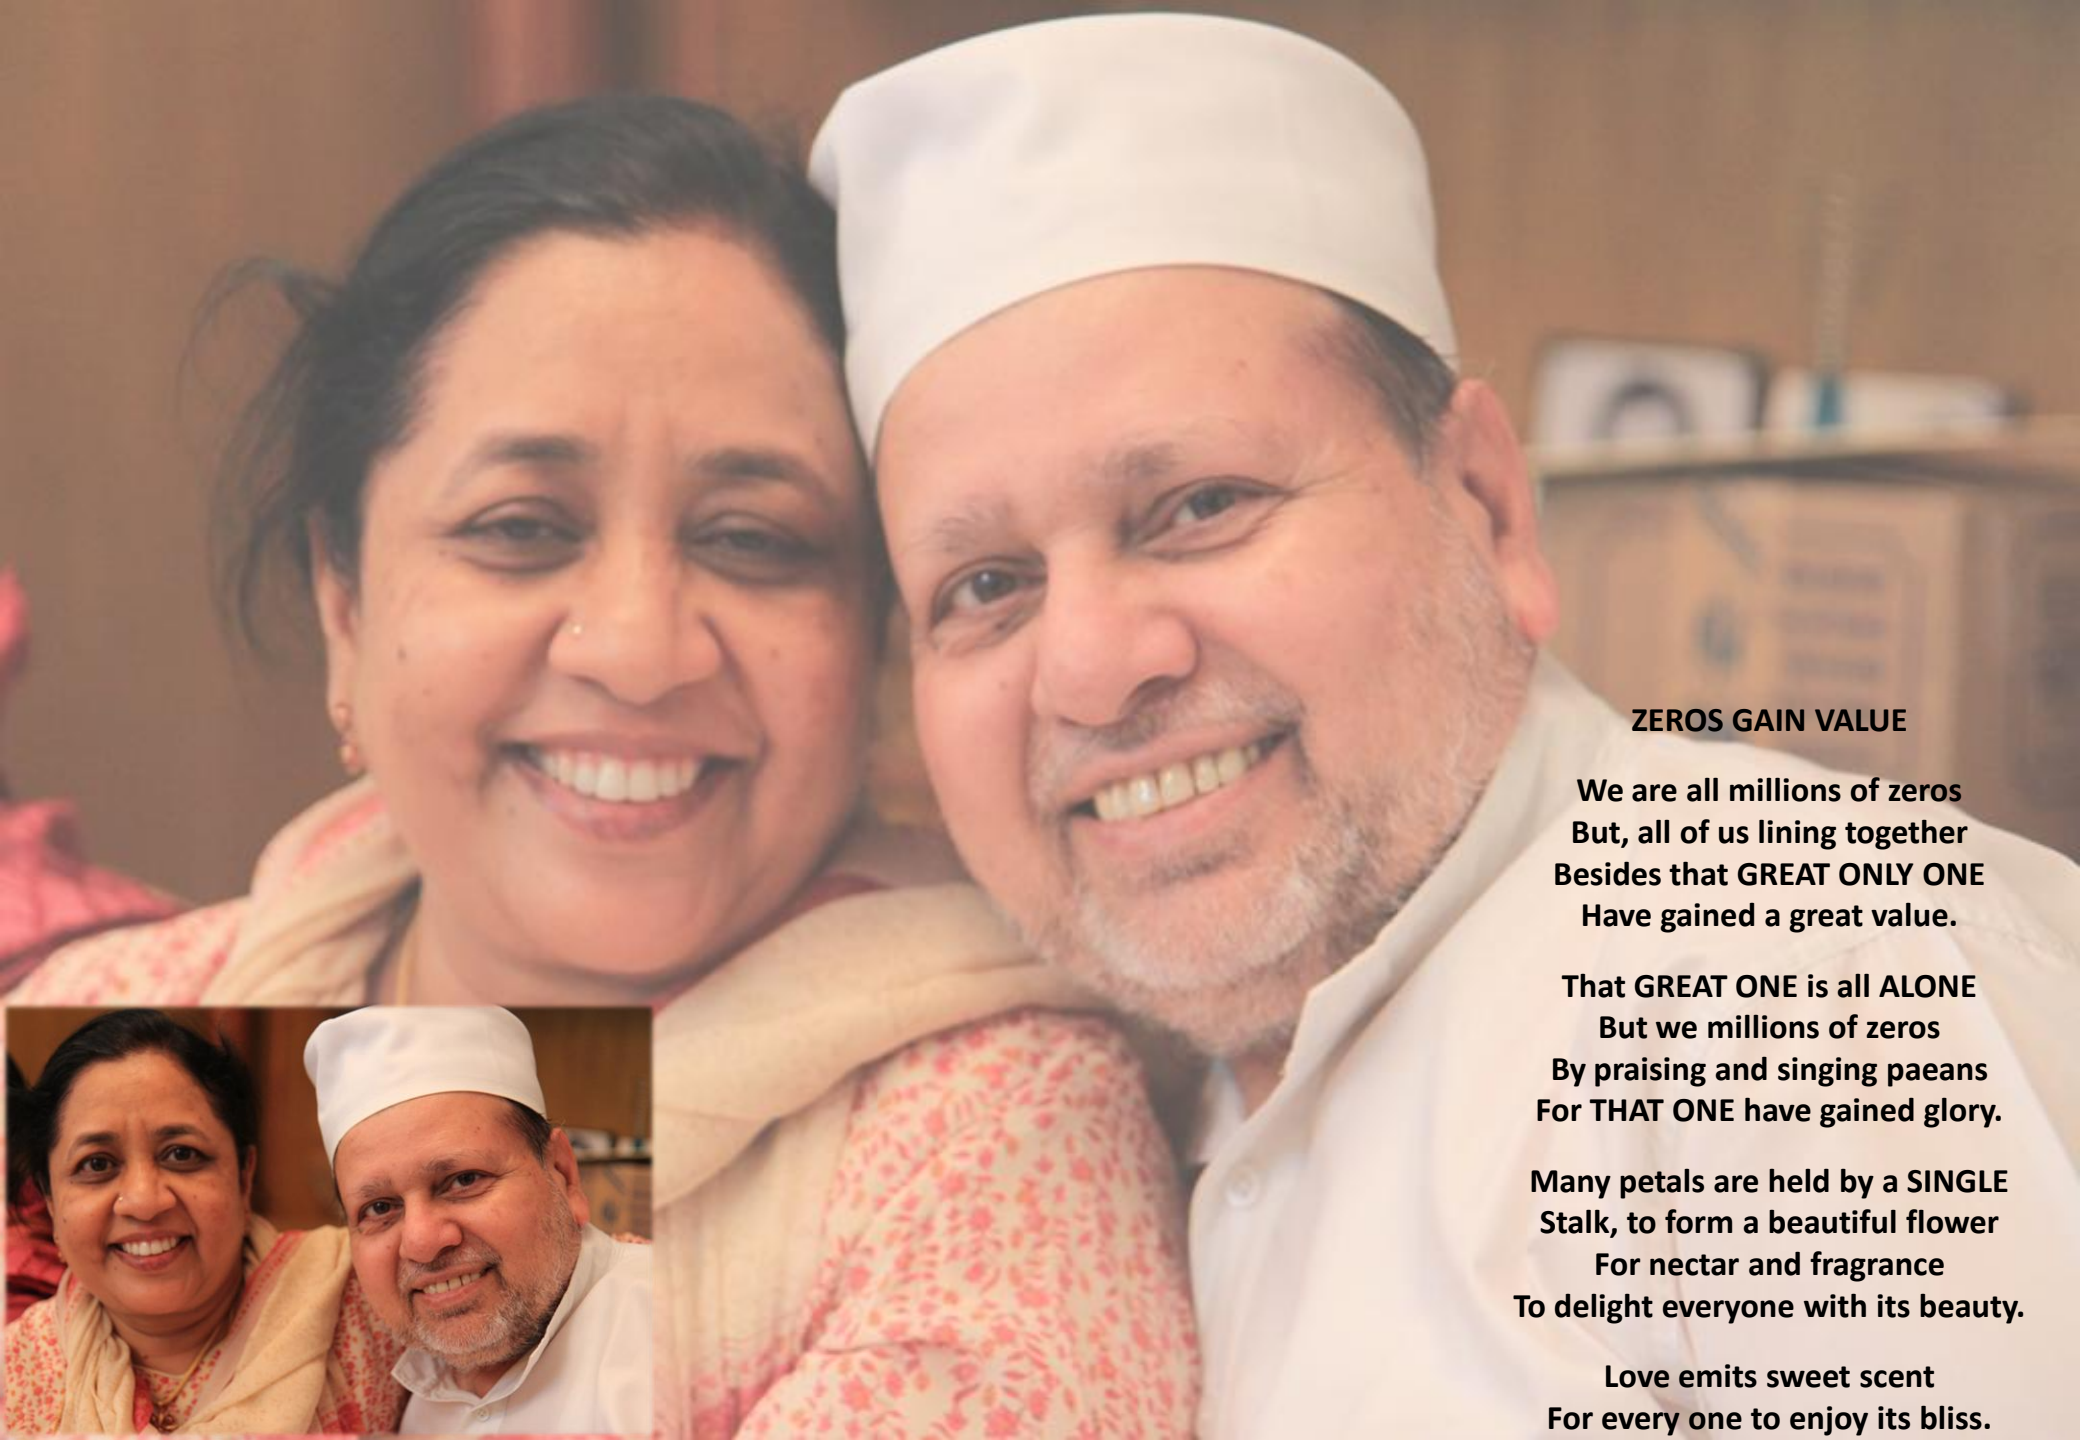 ZEROS GAIN VALUE
We are all millions of zeros
But, all of us lining together
Besides that GREAT ONLY ONE
Have gained a great value.
That GREAT ONE is all ALONE
But we millions of zeros
By praising and singing paeans
For THAT ONE have gained glory.
Many petals are held by a SINGLE
Stalk, to form a beautiful flower
For nectar and fragrance
To delight everyone with its beauty.
Love emits sweet scent
For every one to enjoy its bliss.